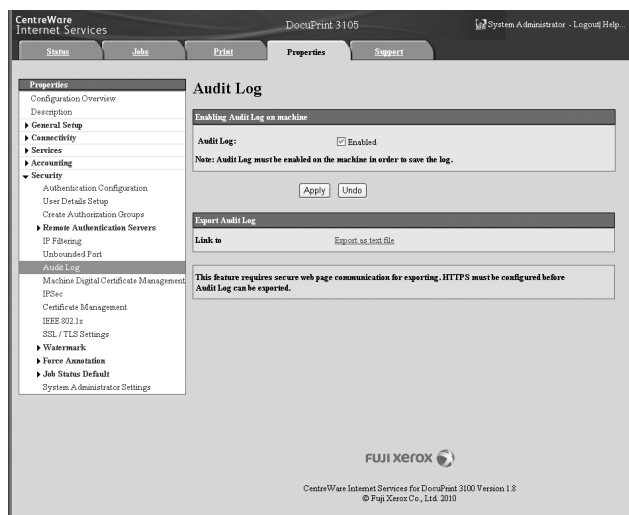 CentreWare
Internet Services
DocuPrint 3105
System Administrator - Logout| Help...
Status
Jobs
Print
Properties
Support
Properties
Configuration Overview
Description
General Setup
Connectivity
Services
Accounting
Security
Authentication Configuration
User Details Setup
Create Authorization Groups
Remote Authentication Servers
IP Filtering
Unbounded Port
Audit Log
Machine Digital Certificate Management
IPSec
Certificate Management
IEEE 802.1x
SSL / TLS Settings
Watermark
Force Annotation
Job Status Default
System Administrator Settings
Audit Log
Enabling Audit Log on machine
Audit Log:
Enabled
Note: Audit Log must be enabled on the machine in order to save the log.
Apply
Undo
Export Audit Log
Link to
Export as text file
This feature requires secure web page communication for exporting. HTTPS must be configured before
Audit Log can be exported.
FUJI xerox
CentreWare Internet Services for DocuPrint 3100 Version 1.8
© Fuji Xerox Co., Ltd. 2010